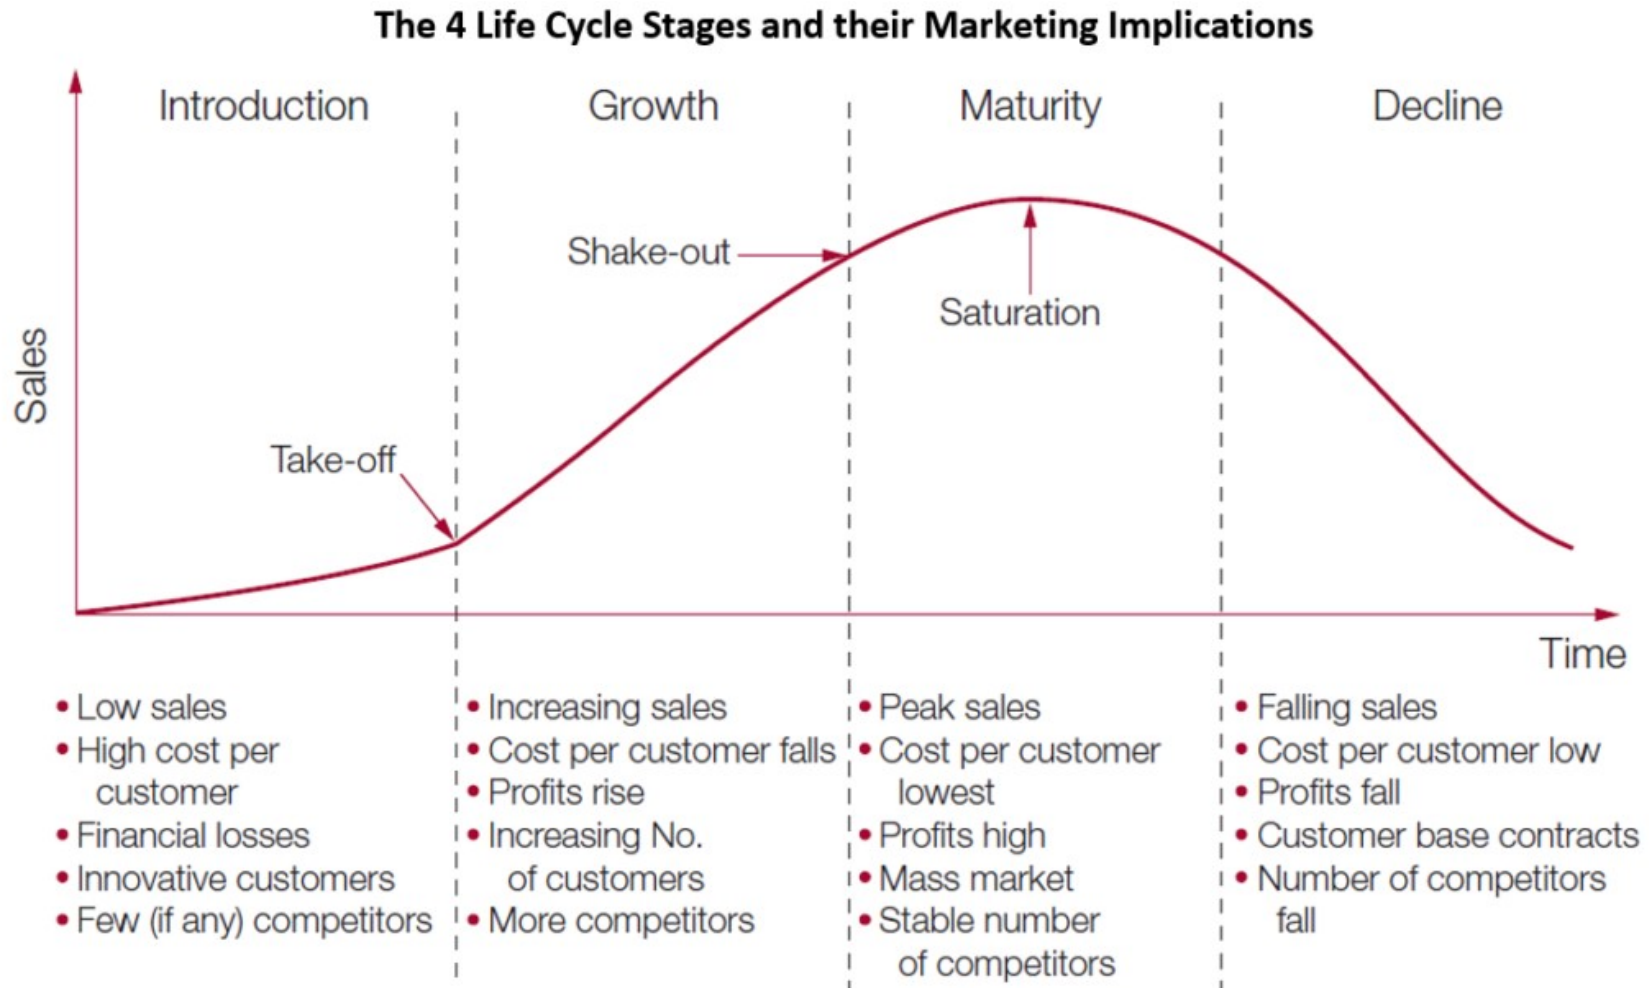 The 4 Life Cycle Stages and their Marketing Implications
Introduction
Growth
Maturity
Decline
Shake-out
Saturation
Take-off
Sales
Time
• Low sales
• High cost per
customer
• Financial losses
• Innovative customers
• Few (if any) competitors
• Increasing sales
• Cost per customer falls
• Profits rise
• Increasing No.
of customers
• More competitors
• Peak sales
• Cost per customer
lowest
• Profits high
• Mass market
• Stable number
of competitors
• Falling sales
• Cost per customer low
• Profits fall
• Customer base contracts
• Number of competitors
fall